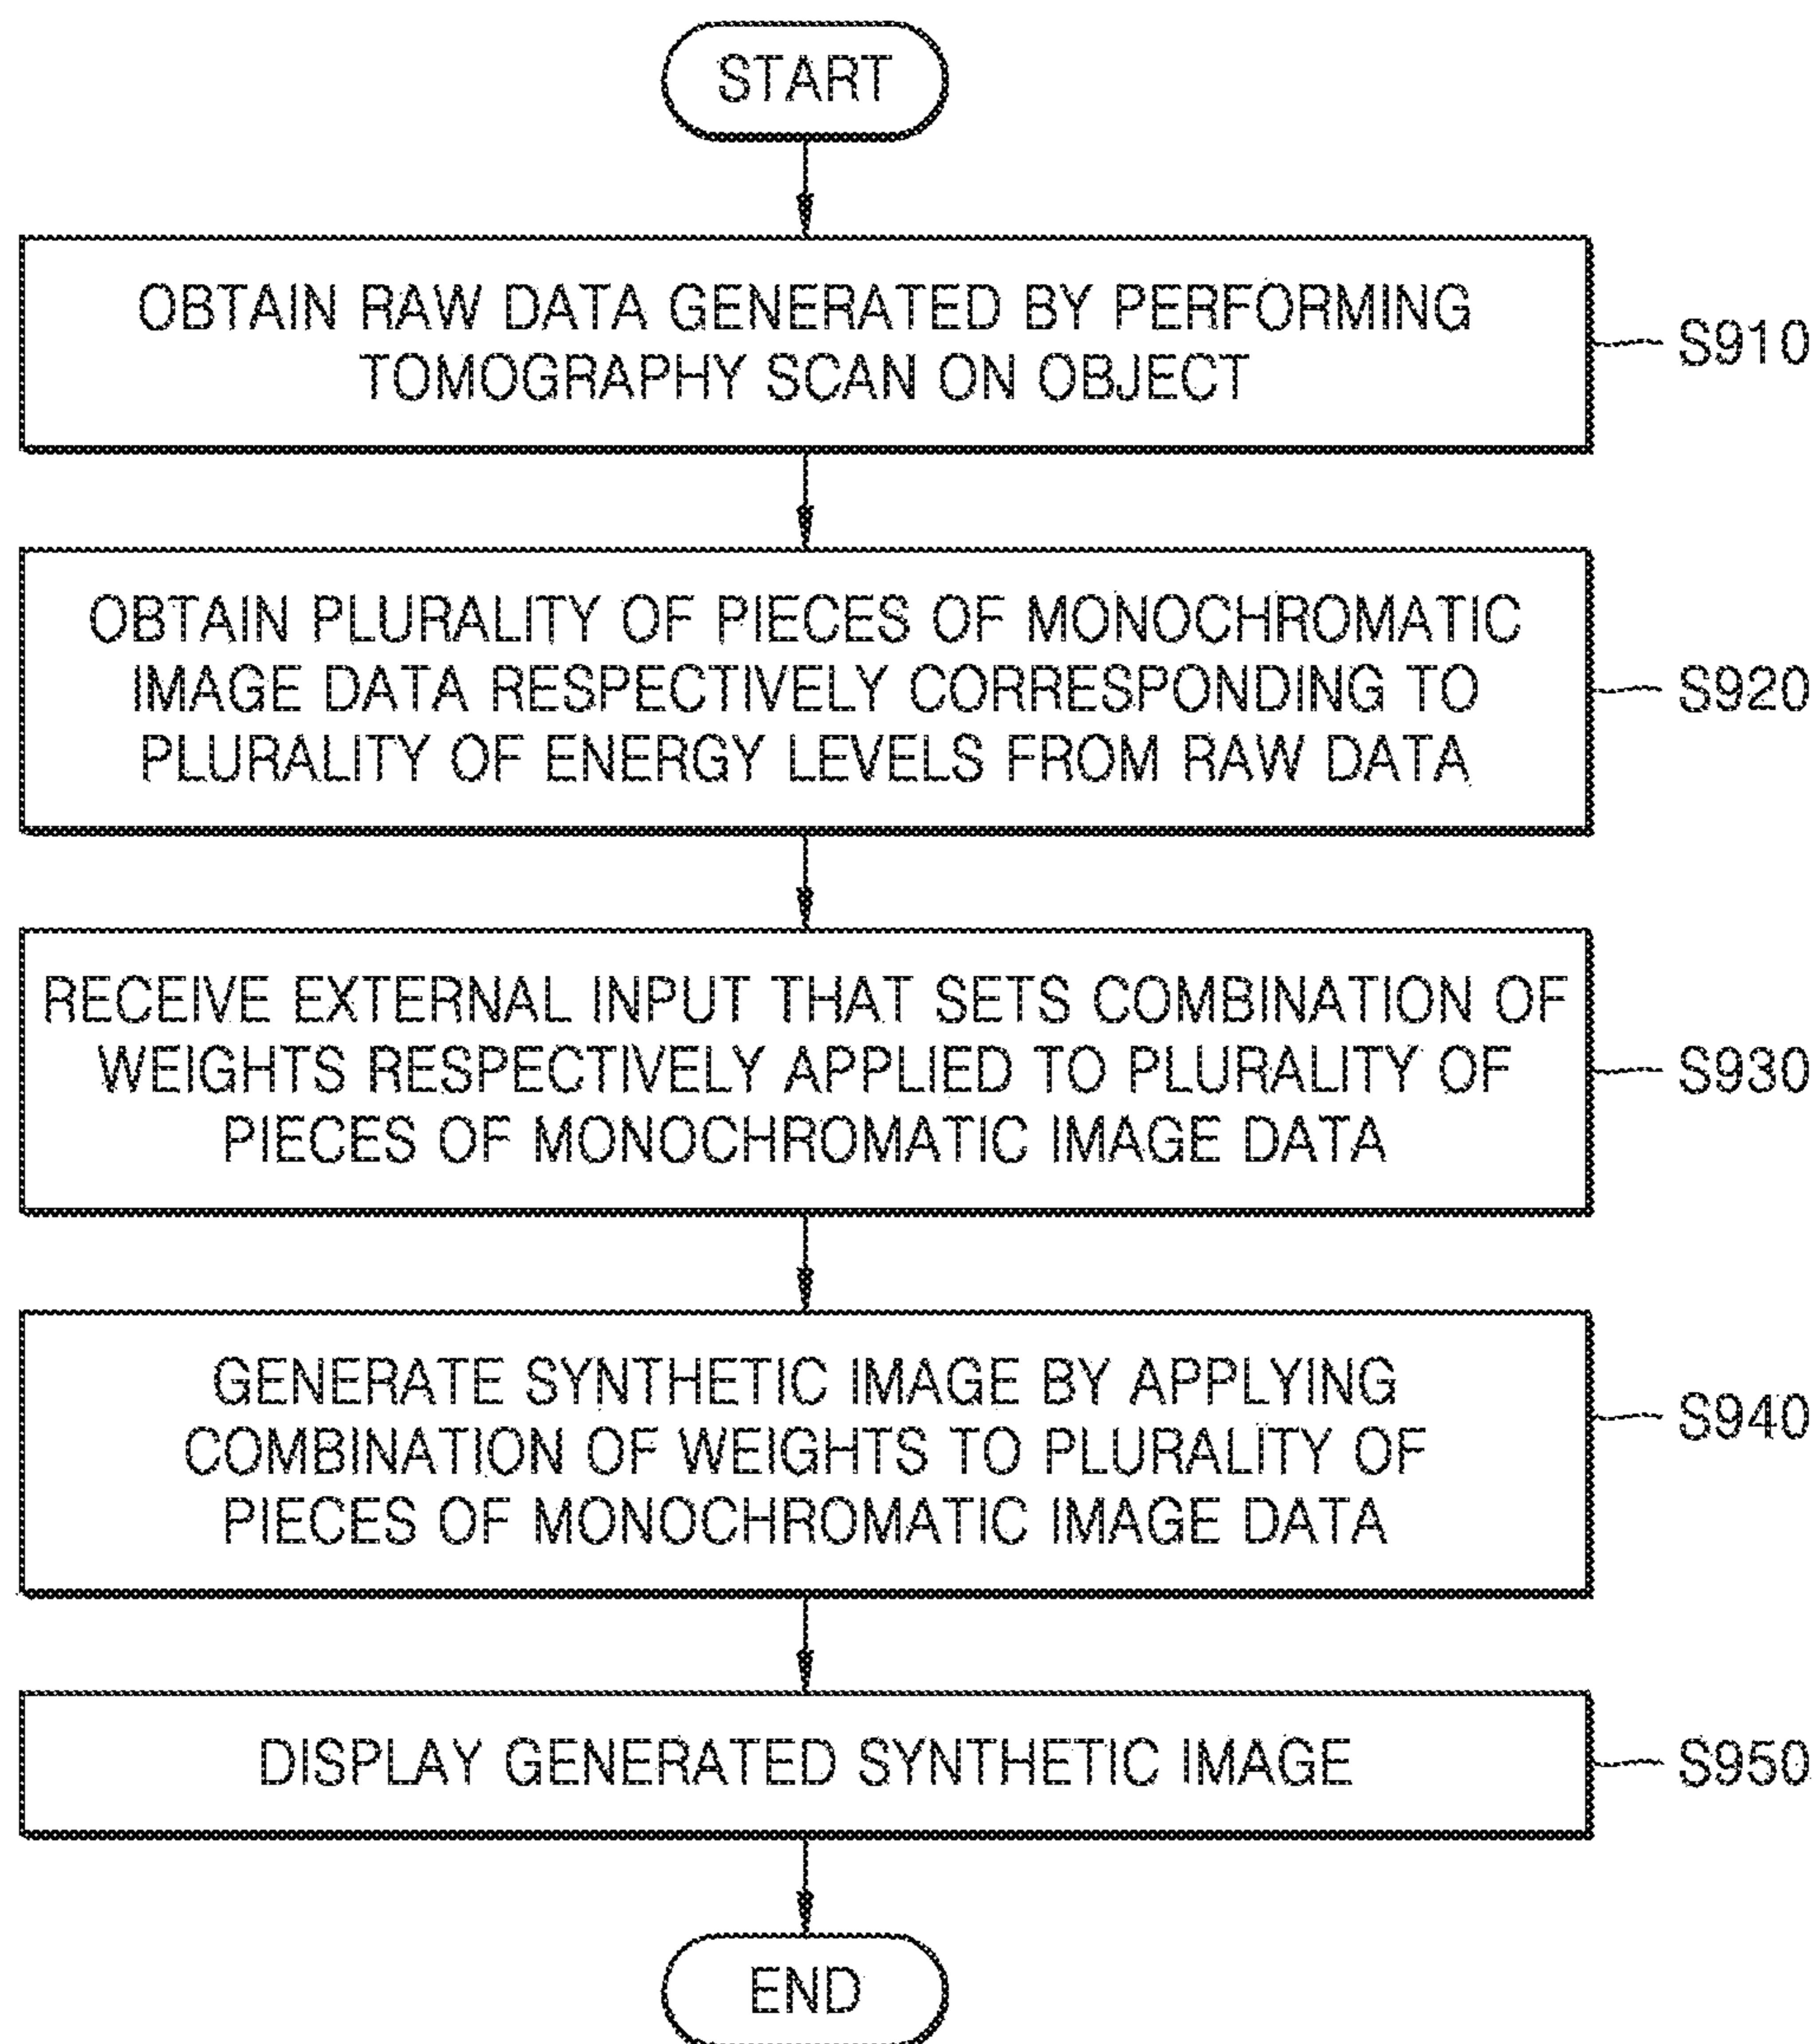 START
OBTAIN RAW DATA GENERATED BY PERFORMING
TOMOGRAPHY SCAN ON OBJECT
S910
OBTAIN PLURALITY OF PIECES OF MONOCHROMATIC
IMAGE DATA RESPECTIVELY CORRESPONDING TO
PLURALITY OF ENERGY LEVELS FROM RAW DATA
S920
RECEIVE EXTERNAL INPUT THAT SETS COMBINATION OF
WEIGHTS RESPECTIVELY APPLIED TO PLURALITY OF
PIECES OF MONOCHROMATIC IMAGE DATA
S930
GENERATE SYNTHETIC IMAGE BY APPLYING
COMBINATION OF WEIGHTS TO PLURALITY OF
PIECES OF MONOCHROMATIC IMAGE DATA
S940
DISPLAY GENERATED SYNTHETIC IMAGE
S950
END